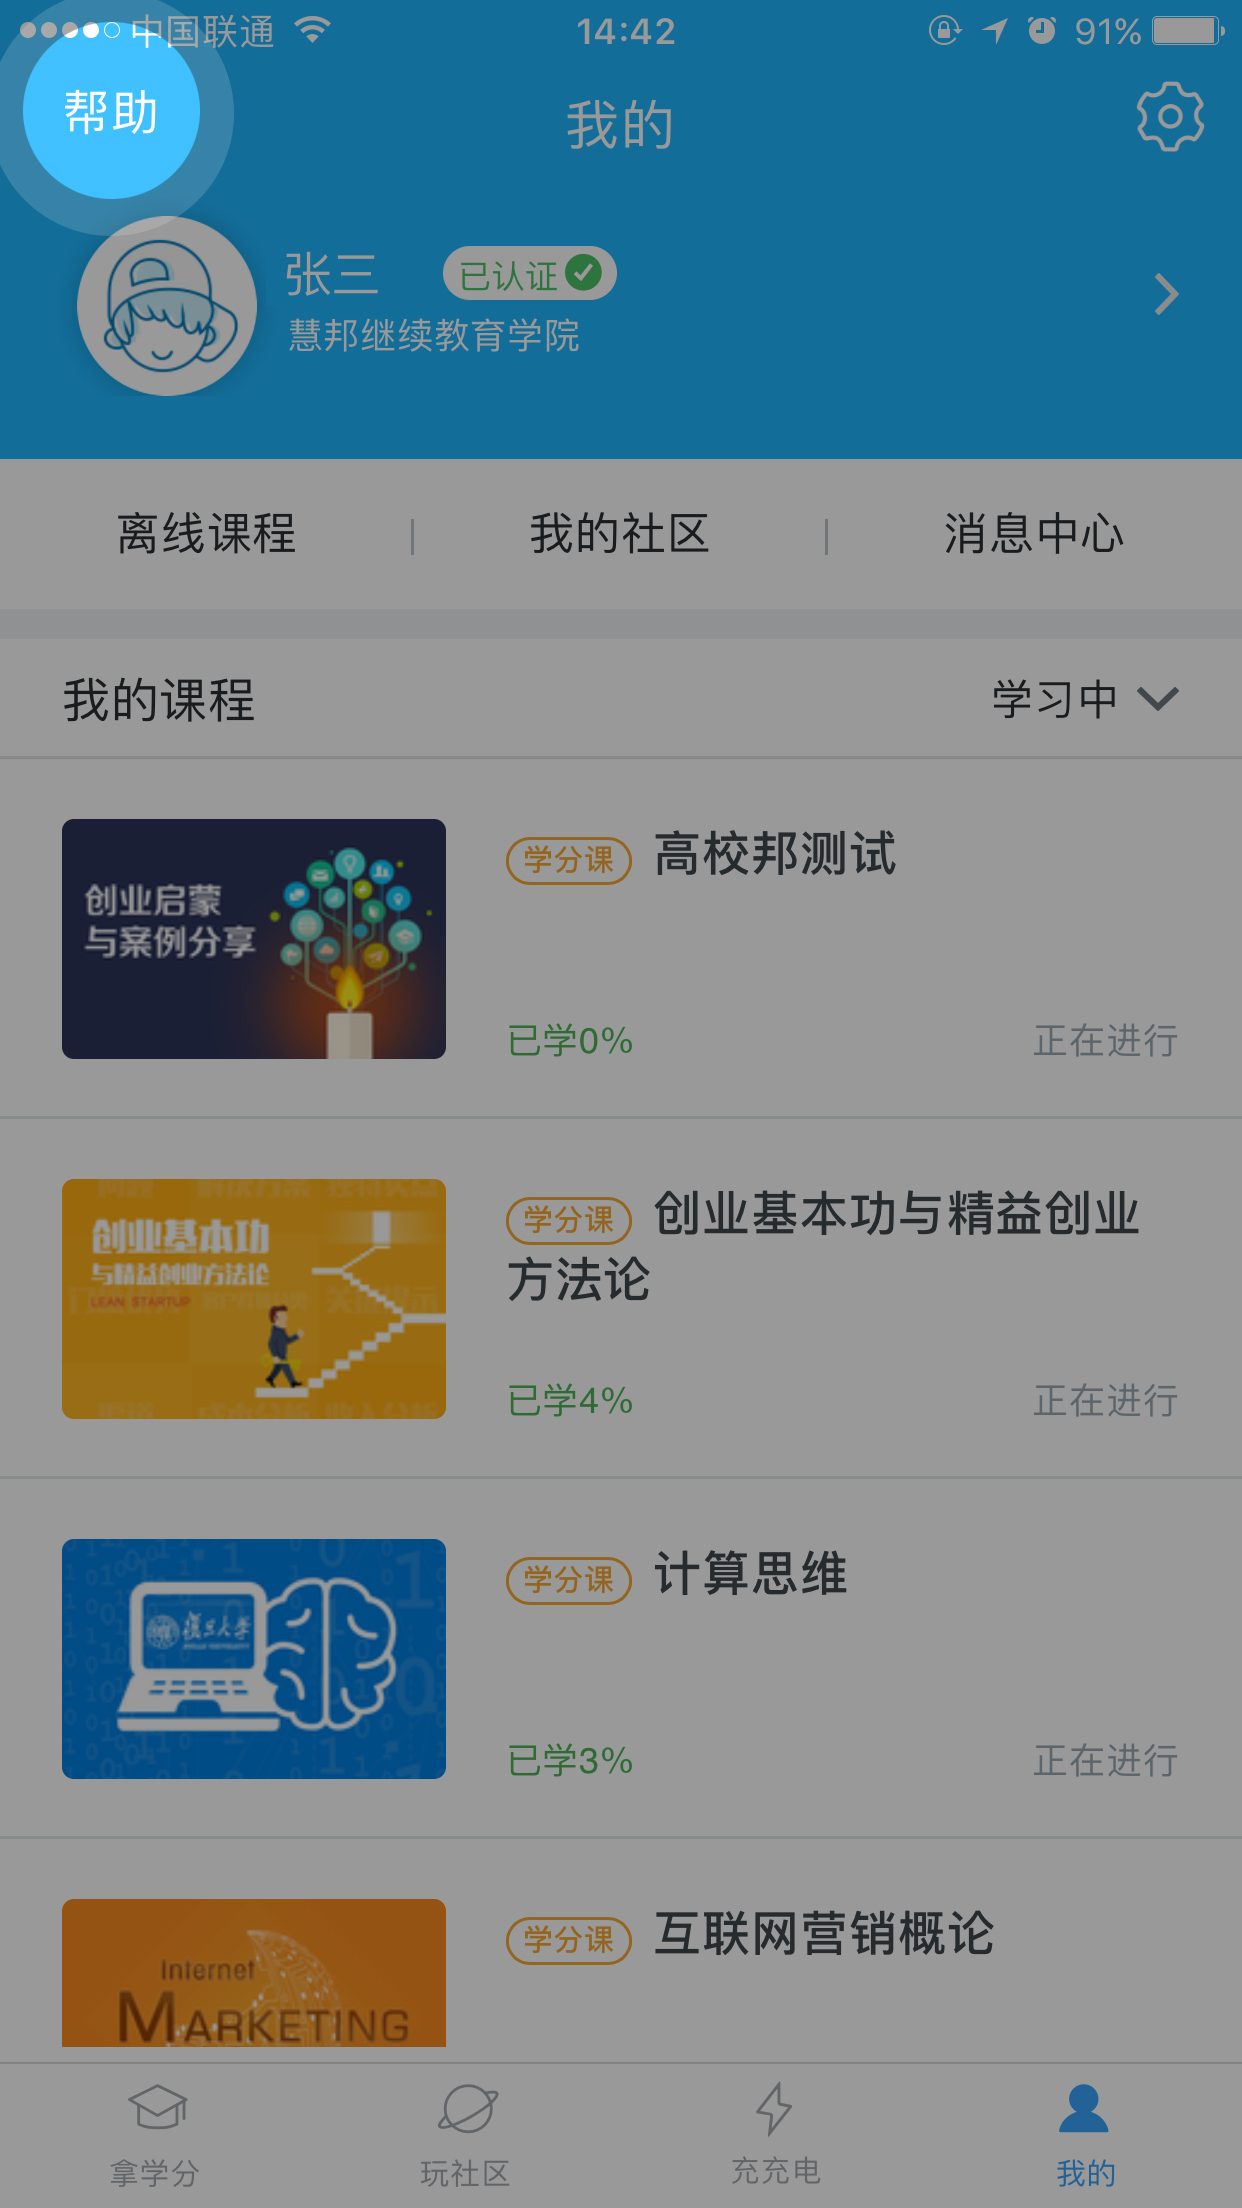 中国联通 14:42 91%
帮助
我的
张三 已认证
慧邦继续教育学院
离线课程 我的社区 消息中心
我的课程 学习中
创业启蒙
与案例分享
学分课 高校邦测试
已学0% 正在进行
创业基本功
与精益创业方法论
LEAN STARTUP
学分课 创业基本功与精益创业
方法论
已学4% 正在进行
复旦大学
学分课 计算思维
已学3% 正在进行
Internet
MARKETING
学分课 互联网营销概论
拿学分 玩社区 充充电 我的